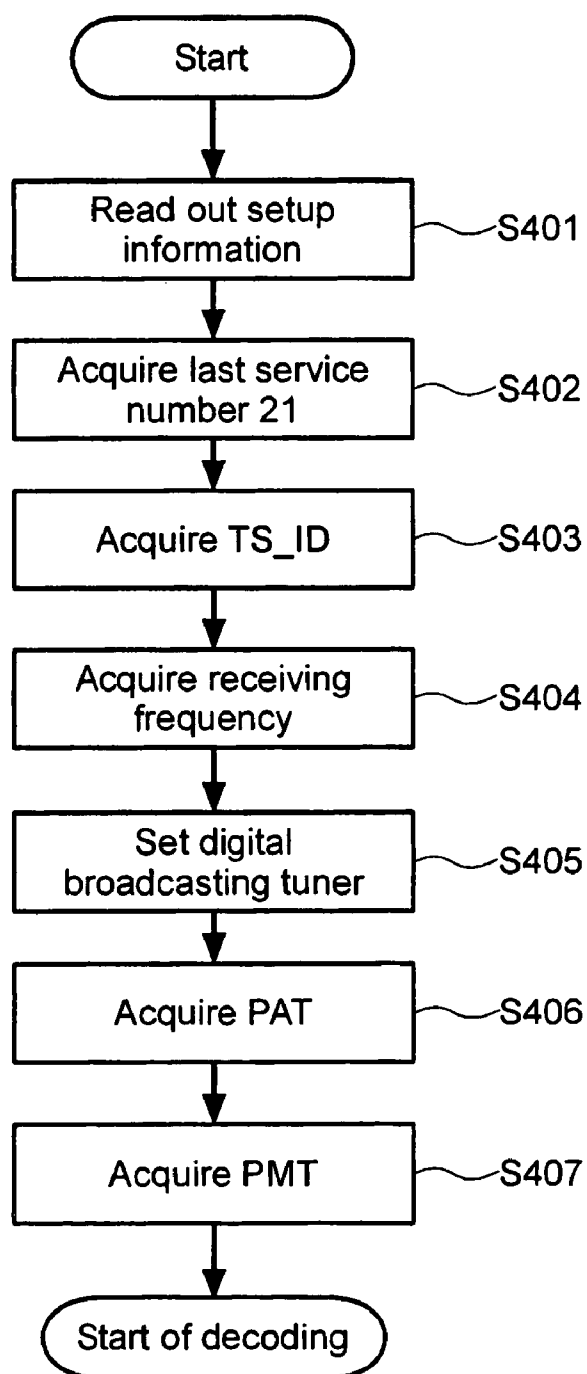 Start
Read out setup
information
S401
Acquire last service
number 21
S402
Acquire TS_ID
S403
Acquire receiving
frequency
S404
Set digital
broadcasting tuner
S405
Acquire PAT
S406
Acquire PMT
S407
Start of decoding